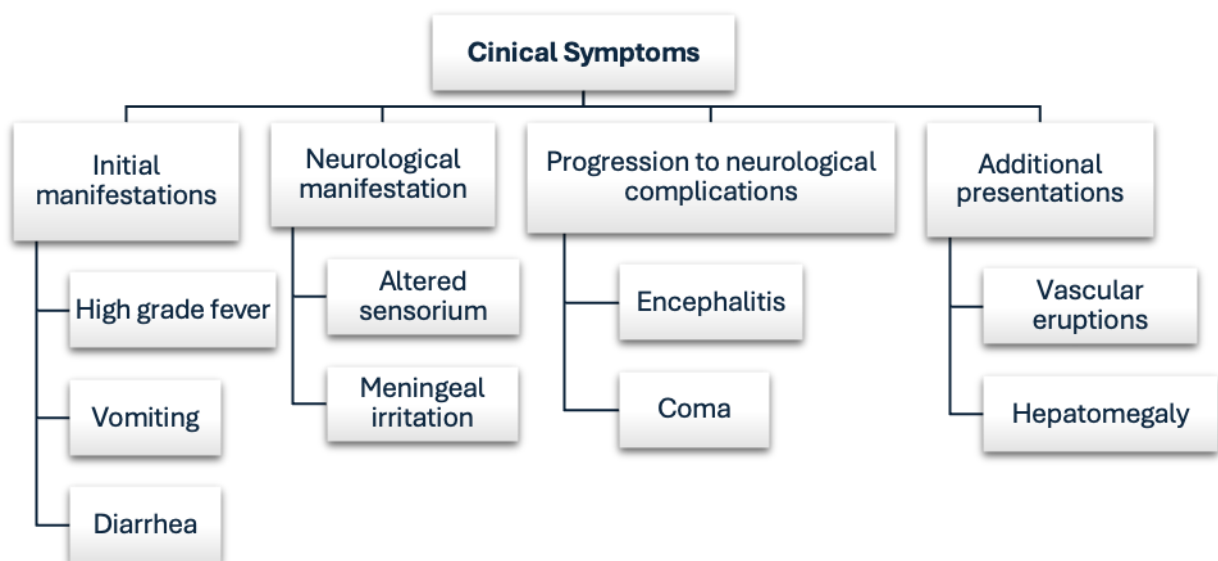 Cinical Symptoms
Initial
manifestations
High grade fever
Vomiting
Diarrhea
Neurological
manifestation
Altered
sensorium
Meningeal
irritation
Progression to neurological
complications
Encephalitis
Coma
Additional
presentations
Vascular
eruptions
Hepatomegaly